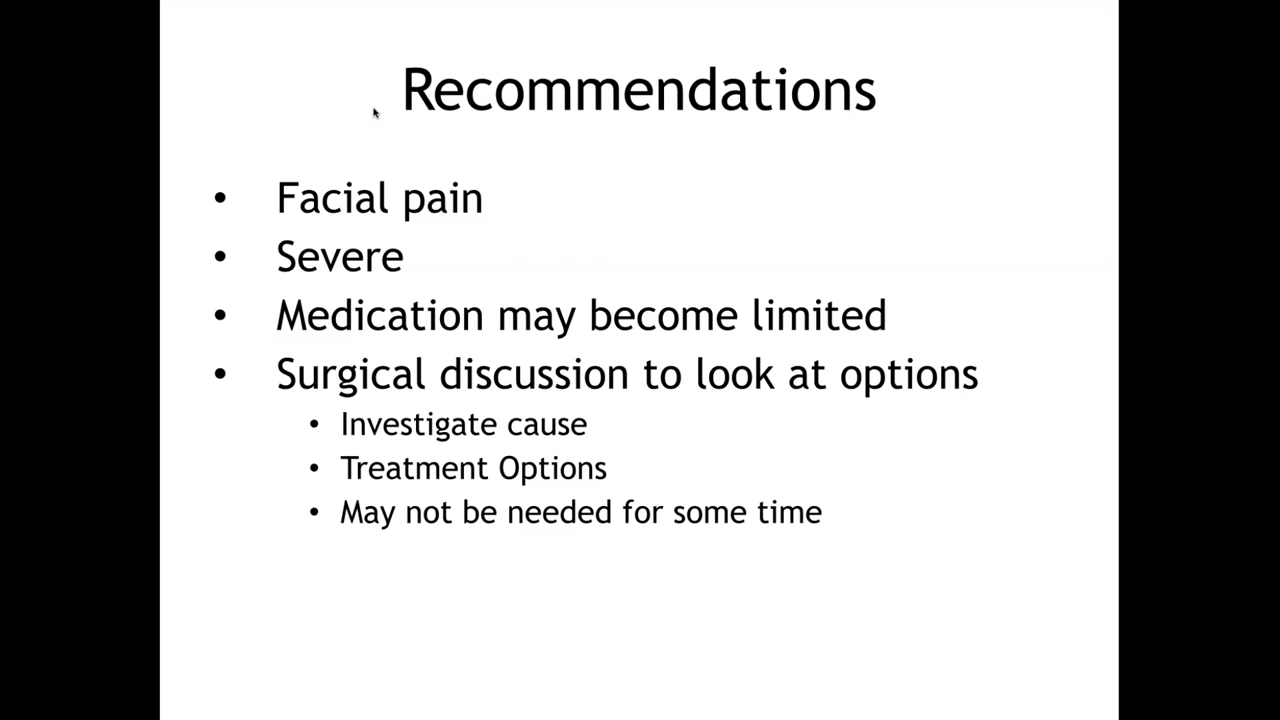 Recommendations
• Facial pain
• Severe
• Medication may become limited
• Surgical discussion to look at options
• Investigate cause
• Treatment Options
• May not be needed for some time